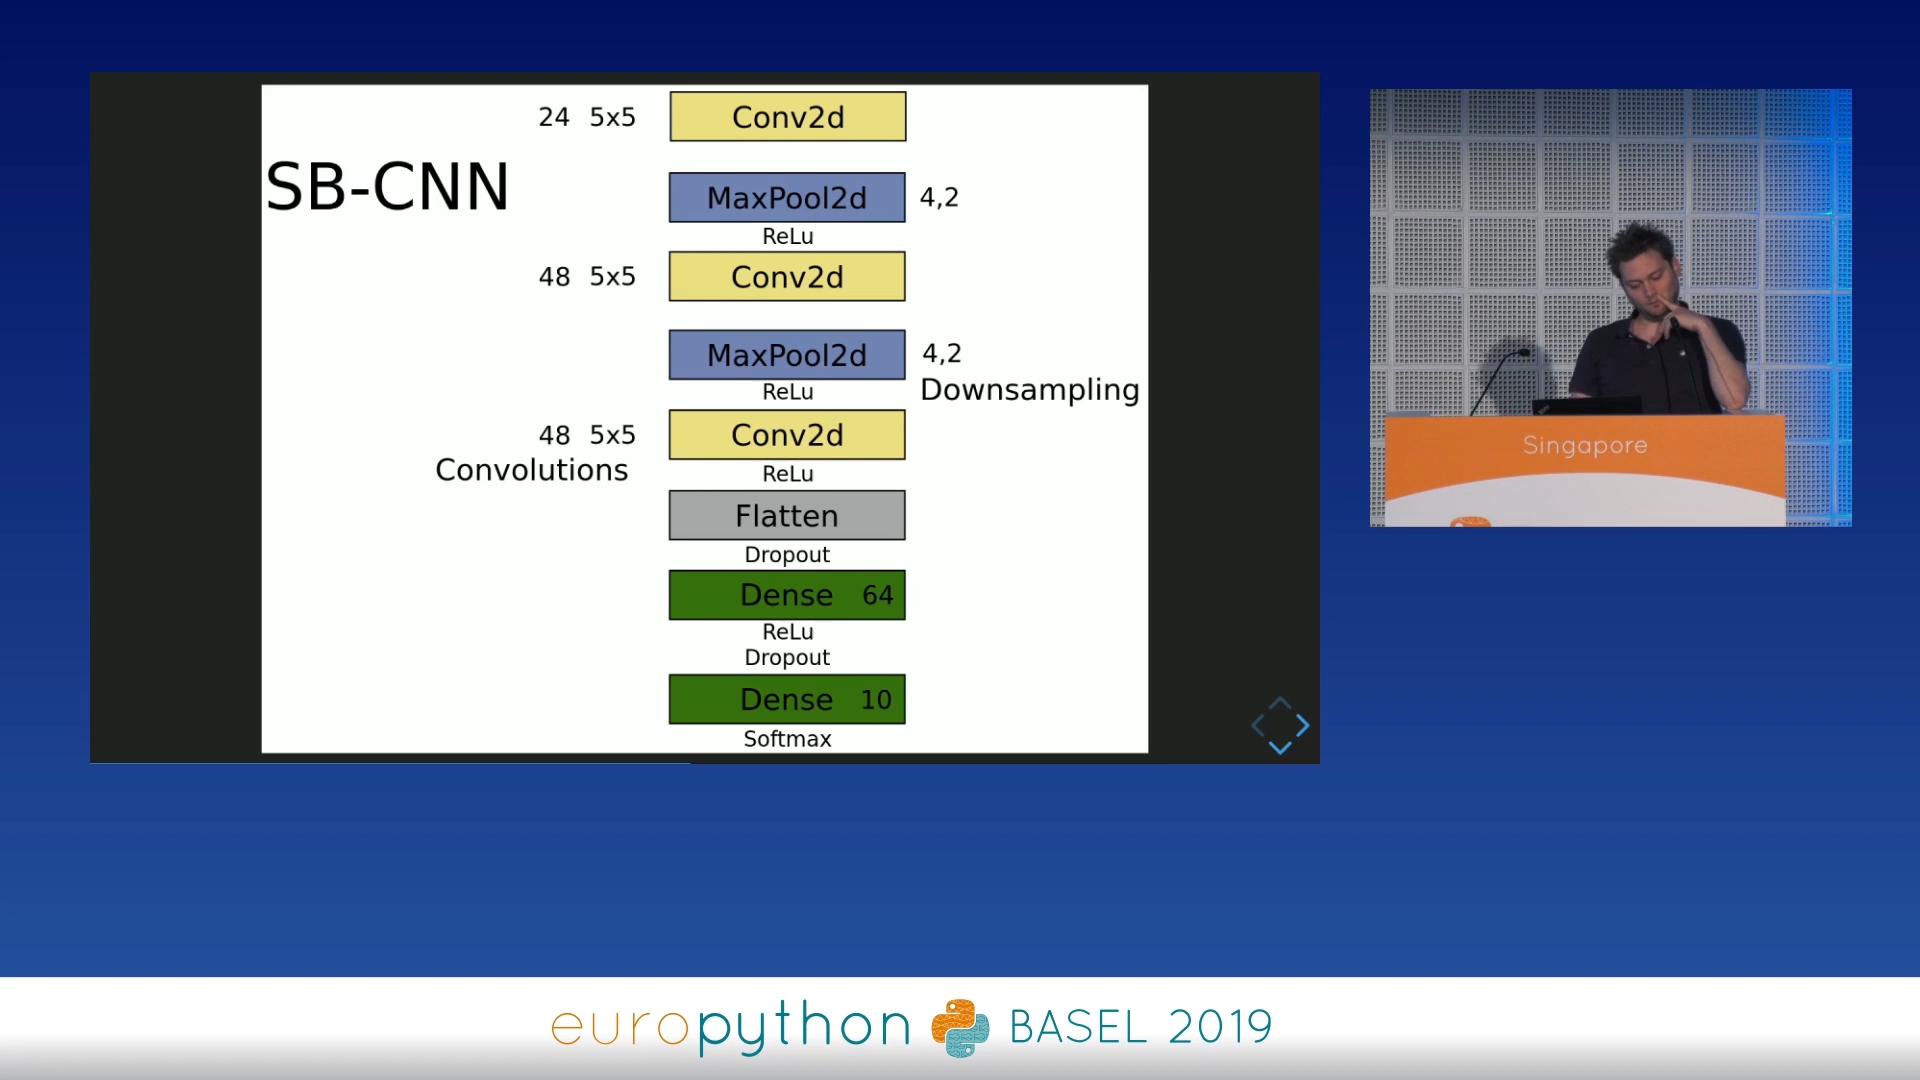 24 5x5 Conv2d
SB-CNN
MaxPool2d 4,2
ReLu
48 5x5 Conv2d
MaxPool2d 4,2
ReLu
Downsampling
48 5x5 Conv2d
Convolutions
ReLu
Flatten
Dropout
Dense 64
ReLu
Dropout
Dense 10
Softmax
Singapore
europython BASEL 2019